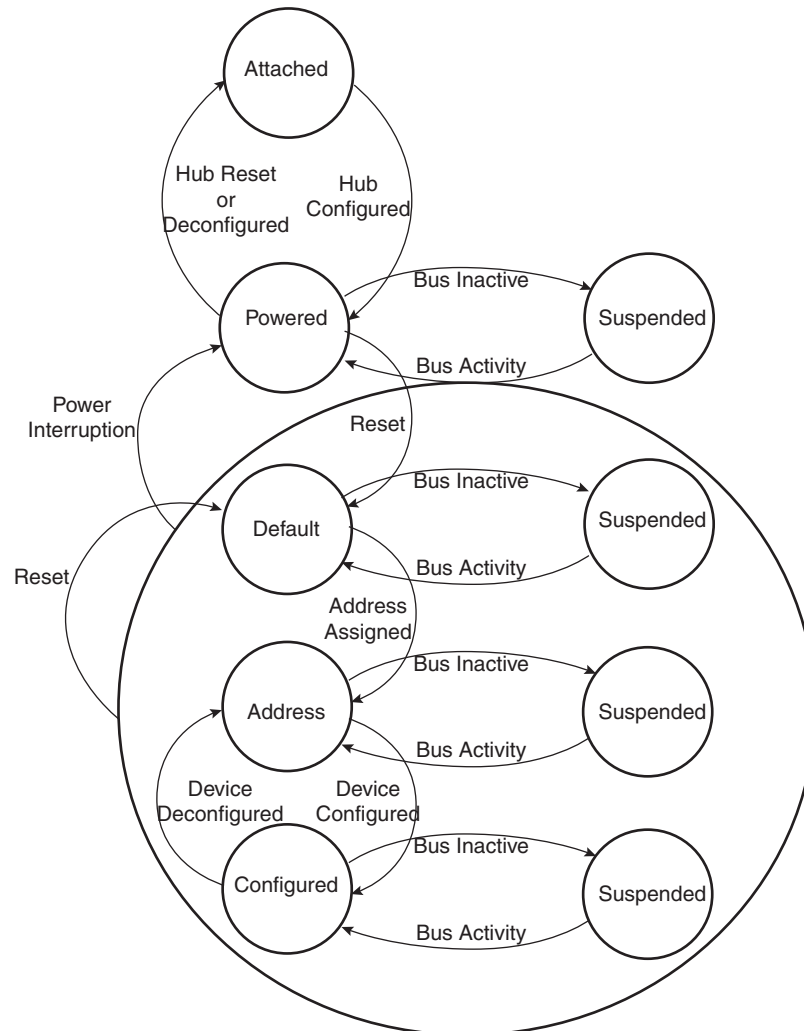 Attached
Hub Reset
or
Deconfigured
Hub
Configured
Bus Inactive
Powered
Suspended
Bus Activity
Power
Interruption
Reset
Bus Inactive
Default
Suspended
Bus Activity
Reset
Address
Assigned
Bus Inactive
Address
Suspended
Bus Activity
Device
Deconfigured
Device
Configured
Bus Inactive
Configured
Suspended
Bus Activity